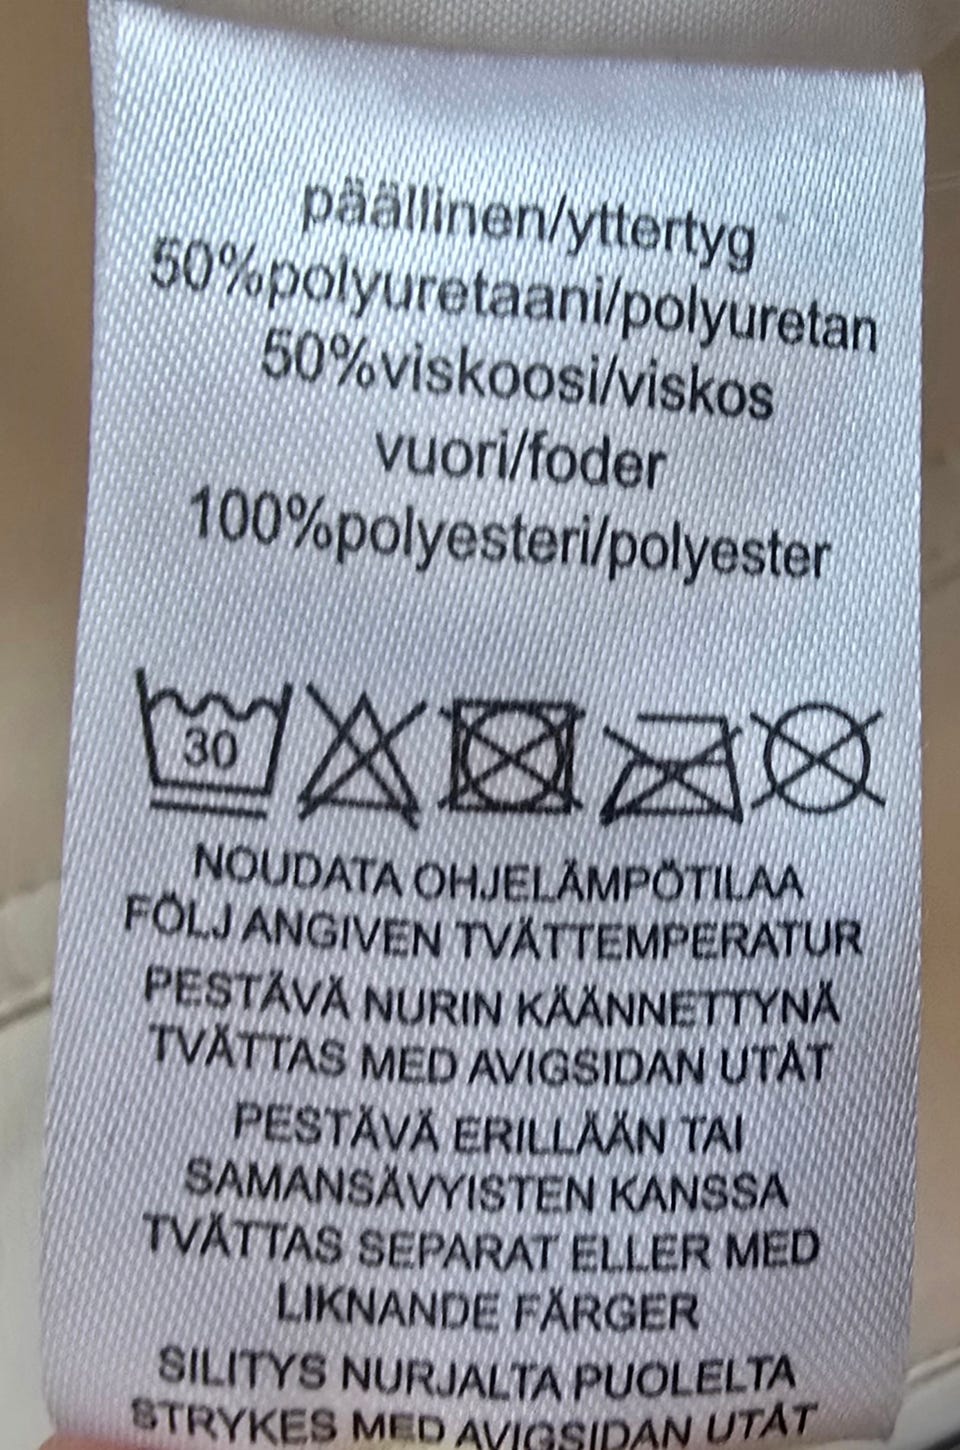 päällinen/yttertyg
50%polyuretaani/polyuretan
50%viskoosi/viskos
vuori/foder
100%polyesteri/polyester
30
NOUDATA OHJELÄMPÖTILAA
FÖLJ ANGIVEN TVÄTTEMPERATUR
PESTÄVÄ NURIN KÄÄNNETTYNÄ
TVÄTTAS MED AVIGSIDAN UTÅT
PESTÄVÄ ERILLÄÄN TAI
SAMANSÄVYISTEN KANSSA
TVÄTTAS SEPARAT ELLER MED
LIKNANDE FÄRGER
SILITYS NURJALTA PUOLELTA
STRYKES MED AVIGSIDAN UTÅT